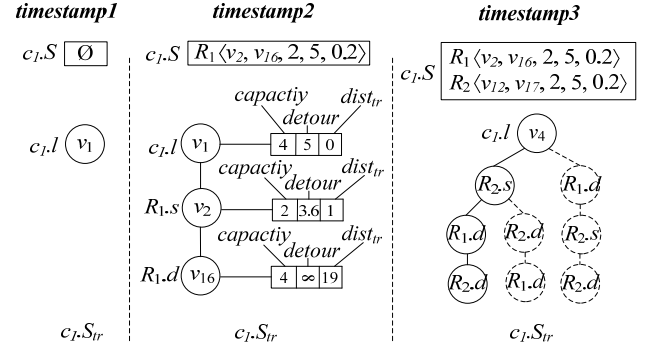 timestamp1
c₁.S Ø
c₁.l v₁
c₁.Sₜᵣ
timestamp2
c₁.S R₁⟨v₂, v₁₆, 2, 5, 0.2⟩
capactiy detour distₜᵣ
c₁.l v₁ 4 5 0
capactiy detour distₜᵣ
R₁.s v₂ 2 3.6 1
capactiy detour distₜᵣ
R₁.d v₁₆ 4 ∞ 19
c₁.Sₜᵣ
timestamp3
c₁.S
R₁⟨v₂, v₁₆, 2, 5, 0.2⟩
R₂⟨v₁₂, v₁₇, 2, 5, 0.2⟩
c₁.l v₄
R₂.s R₁.d
R₁.d R₂.d R₂.s
R₂.d R₁.d R₂.d
c₁.Sₜᵣ